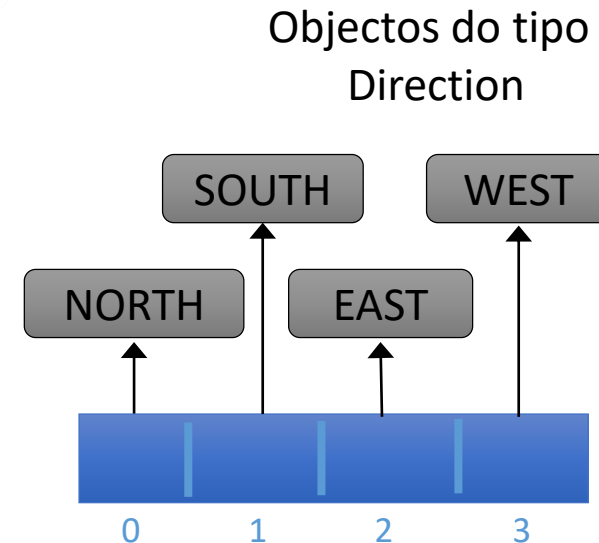 Objectos do tipo
Direction
SOUTH WEST
NORTH EAST
0 1 2 3